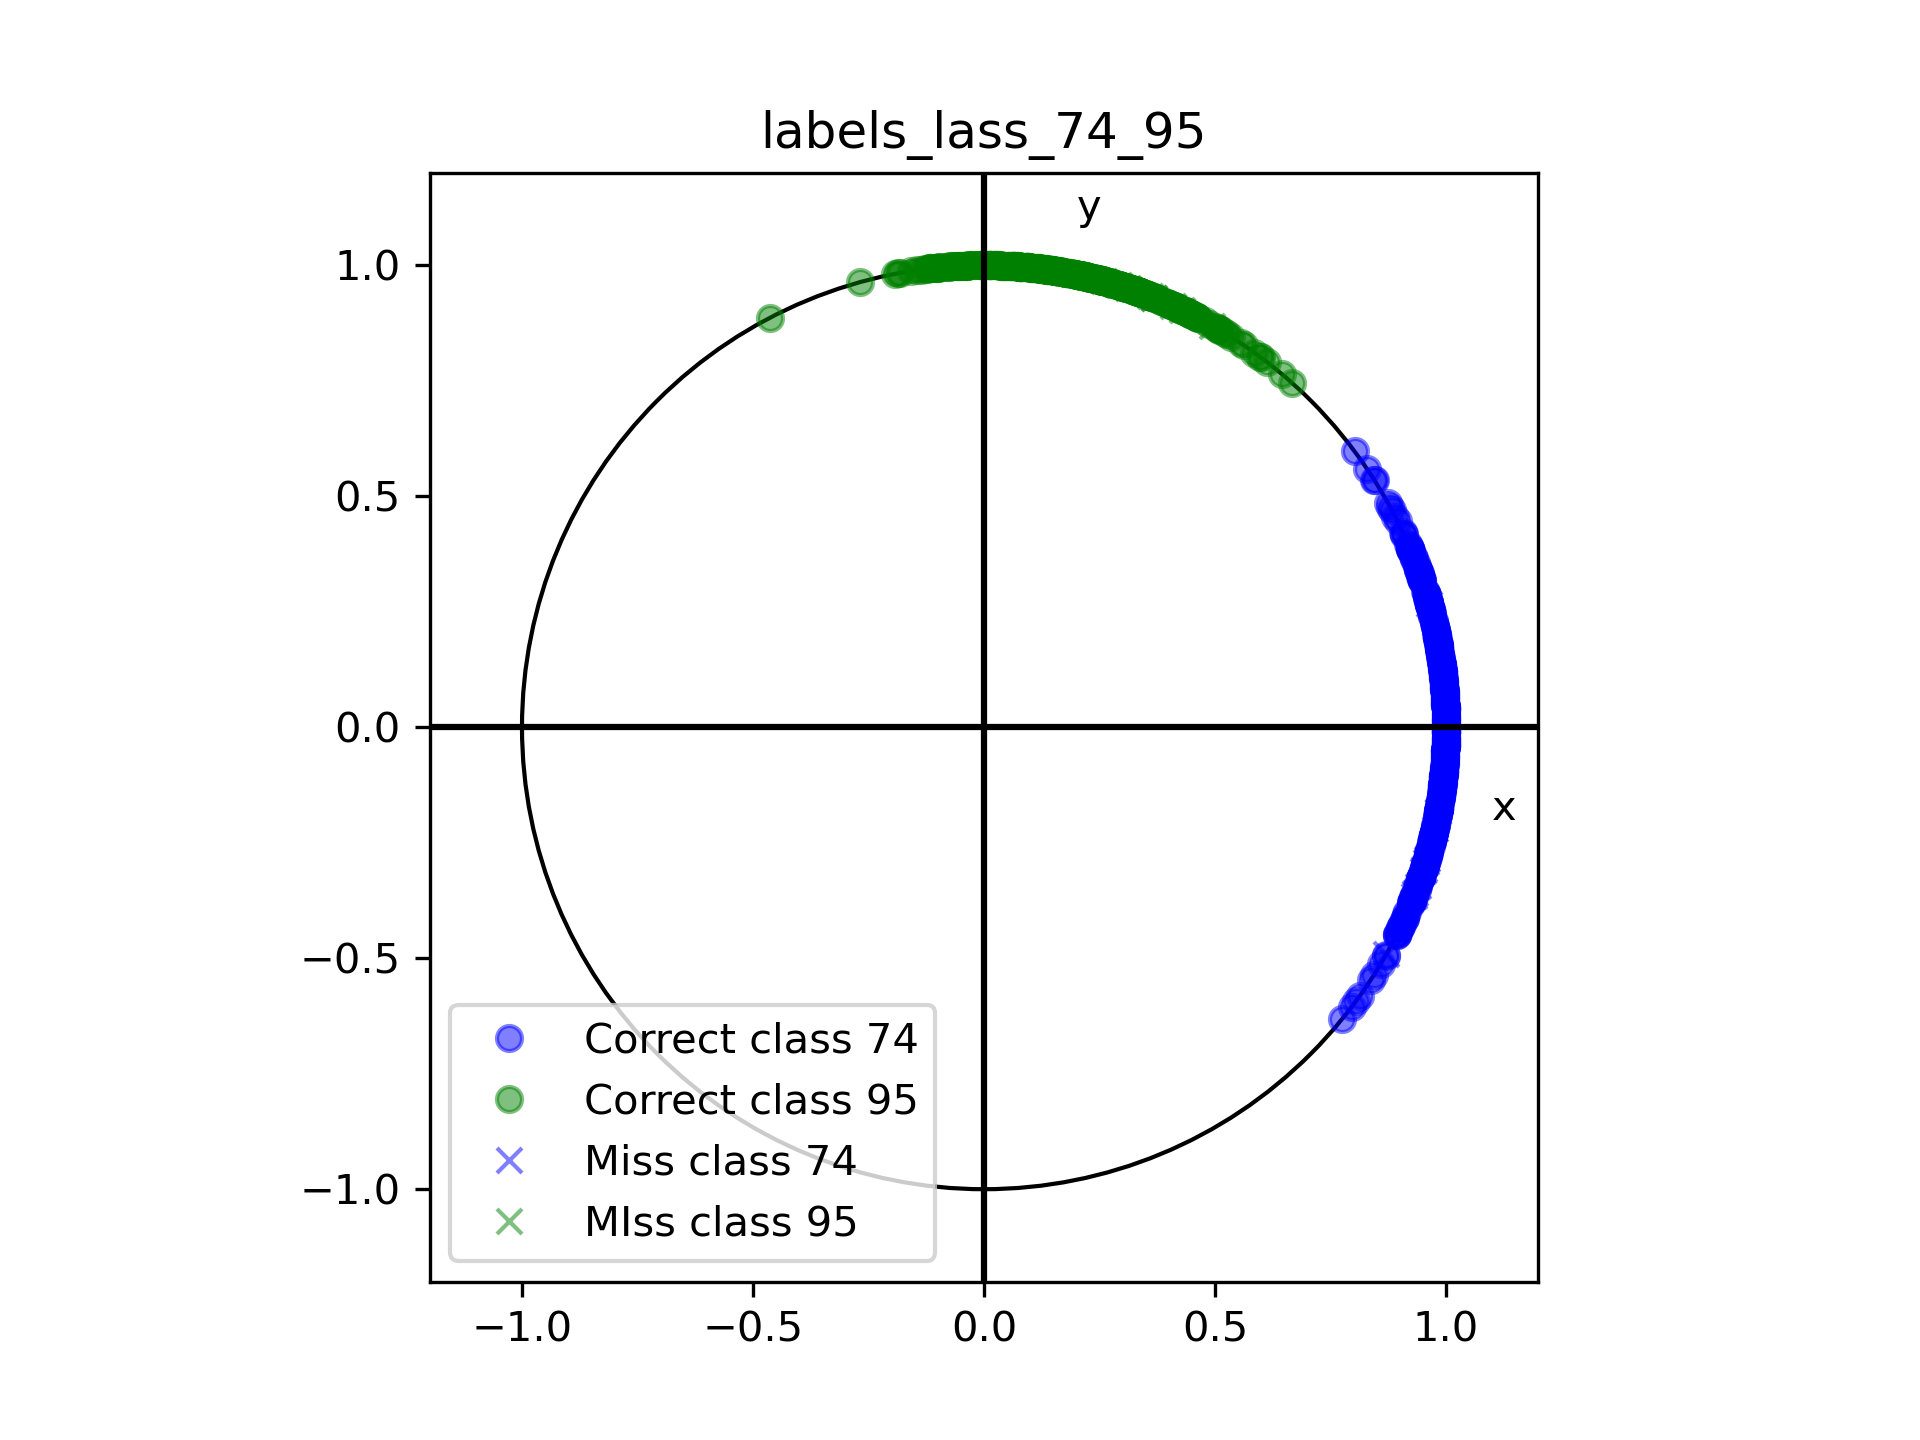 labels_lass_74_95
y
1.0
0.5
0.0
−0.5
−1.0
x
Correct class 74
Correct class 95
Miss class 74
MIss class 95
−1.0 −0.5 0.0 0.5 1.0